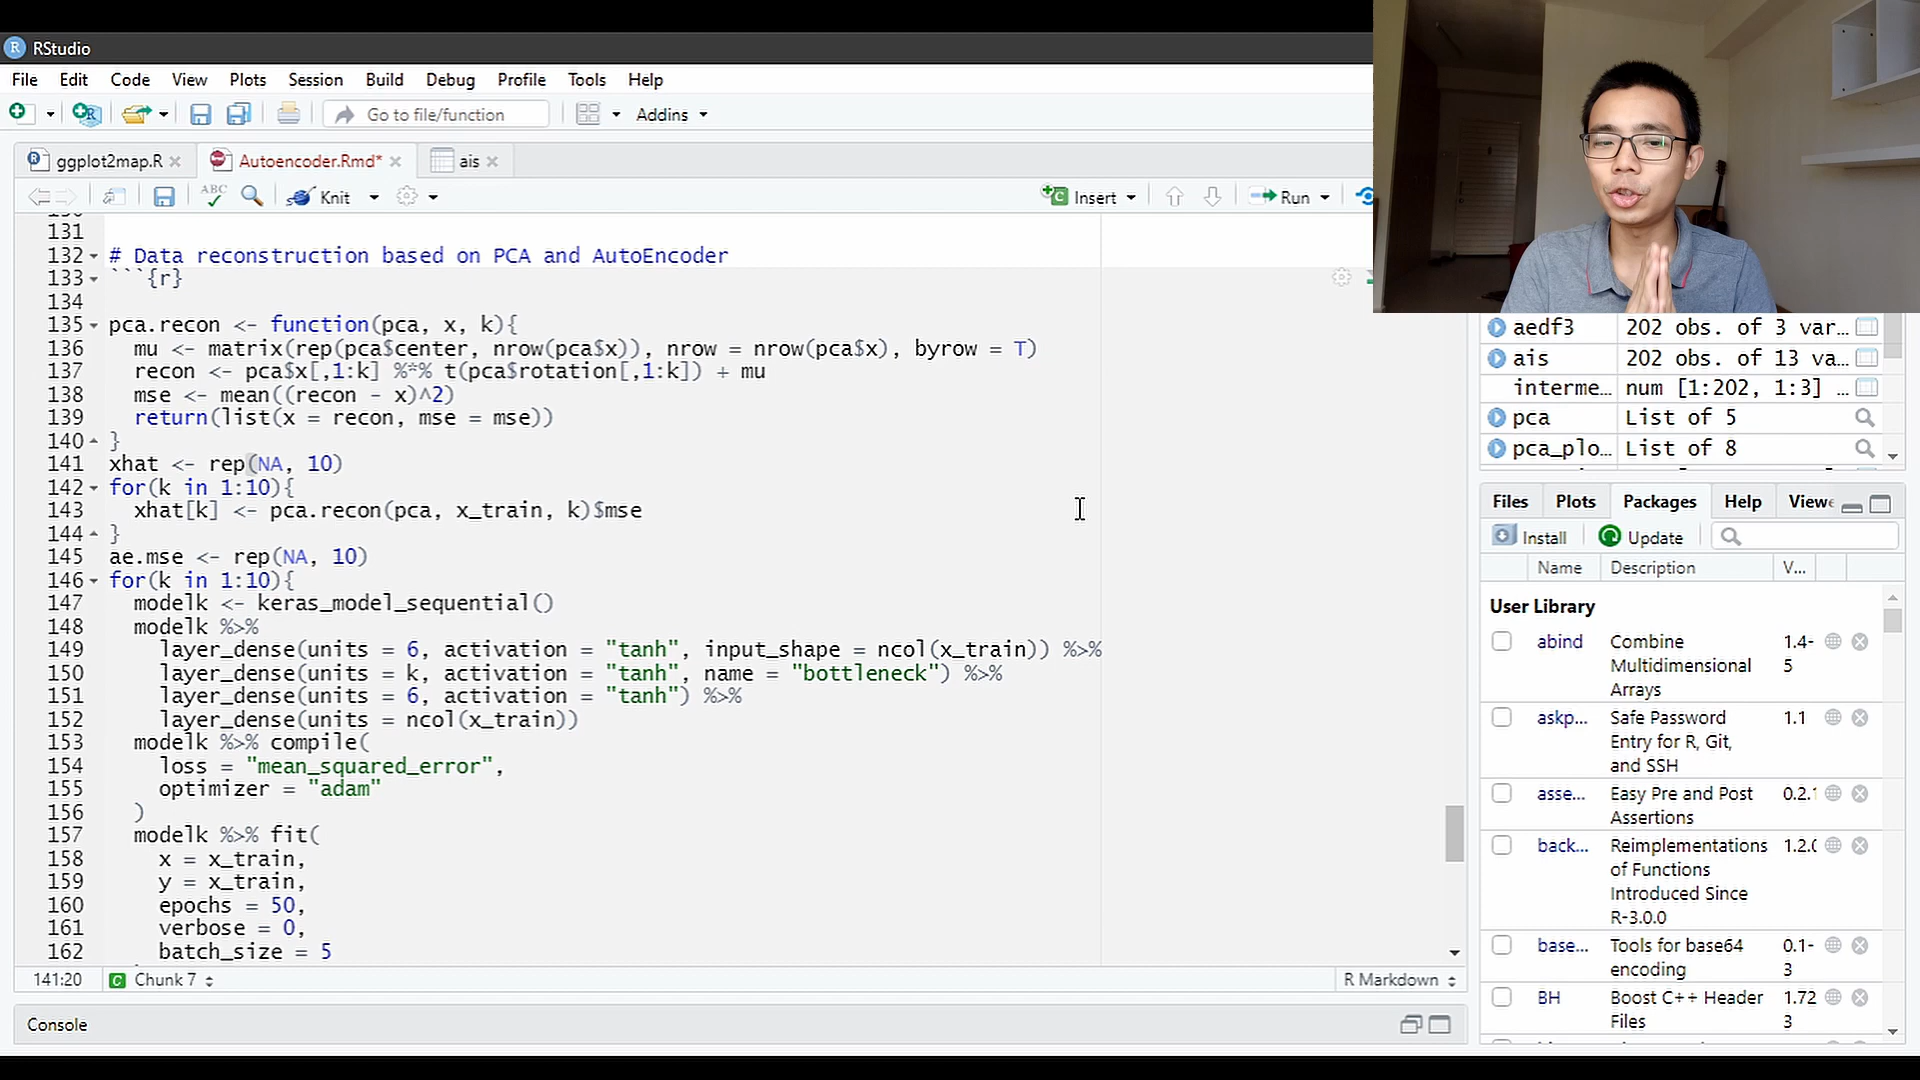 RStudio
File Edit Code View Plots Session Build Debug Profile Tools Help
Go to file/function Addins
ggplot2map.R Autoencoder.Rmd* ais
ABC Knit Insert Run
131
132 # Data reconstruction based on PCA and AutoEncoder
133 ```{r}
134
135 pca.recon <- function(pca, x, k){
136 mu <- matrix(rep(pca$center, nrow(pca$x)), nrow = nrow(pca$x), byrow = T)
137 recon <- pca$x[,1:k] %*% t(pca$rotation[,1:k]) + mu
138 mse <- mean((recon - x)^2)
139 return(list(x = recon, mse = mse))
140 }
141 xhat <- rep(NA, 10)
142 for(k in 1:10){
143 xhat[k] <- pca.recon(pca, x_train, k)$mse
144 }
145 ae.mse <- rep(NA, 10)
146 for(k in 1:10){
147 modelk <- keras_model_sequential()
148 modelk %>%
149 layer_dense(units = 6, activation = "tanh", input_shape = ncol(x_train)) %>%
150 layer_dense(units = k, activation = "tanh", name = "bottleneck") %>%
151 layer_dense(units = 6, activation = "tanh") %>%
152 layer_dense(units = ncol(x_train))
153 modelk %>% compile(
154 loss = "mean_squared_error",
155 optimizer = "adam"
156 )
157 modelk %>% fit(
158 x = x_train,
159 y = x_train,
160 epochs = 50,
161 verbose = 0,
162 batch_size = 5
141:20 Chunk 7 R Markdown
Console
aedf3 202 obs. of 3 var…
ais 202 obs. of 13 va…
interme… num [1:202, 1:3] …
pca List of 5
pca_plo… List of 8
Files Plots Packages Help Viewe
Install Update
Name Description V...
User Library
abind Combine Multidimensional Arrays 1.4-5
askp... Safe Password Entry for R, Git, and SSH 1.1
asse... Easy Pre and Post Assertions 0.2.1
back... Reimplementations of Functions Introduced Since R-3.0.0 1.2.0
base... Tools for base64 encoding 0.1-3
BH Boost C++ Header Files 1.72 3